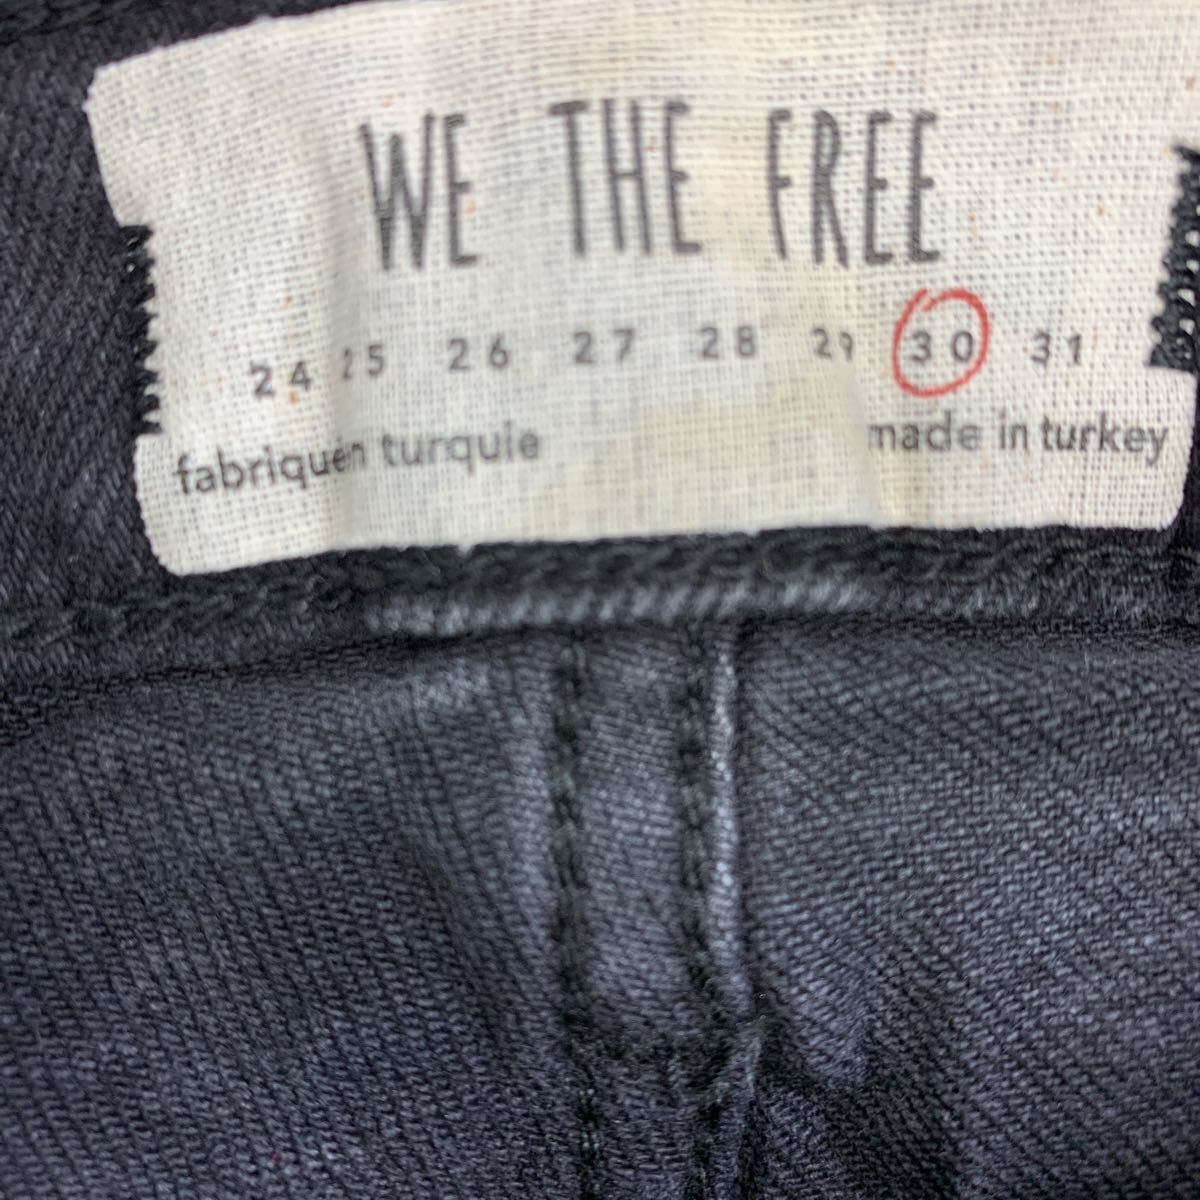 WE THE FREE
24 25 26 27 28 29 30 31
fabriquen turquie made in turkey